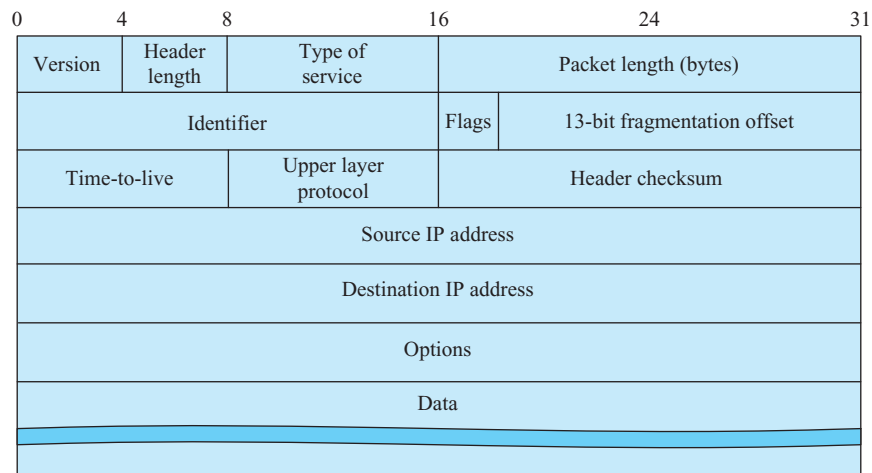 0 4 8 16 24 31
Version Header length Type of service Packet length (bytes)
Identifier Flags 13-bit fragmentation offset
Time-to-live Upper layer protocol Header checksum
Source IP address
Destination IP address
Options
Data